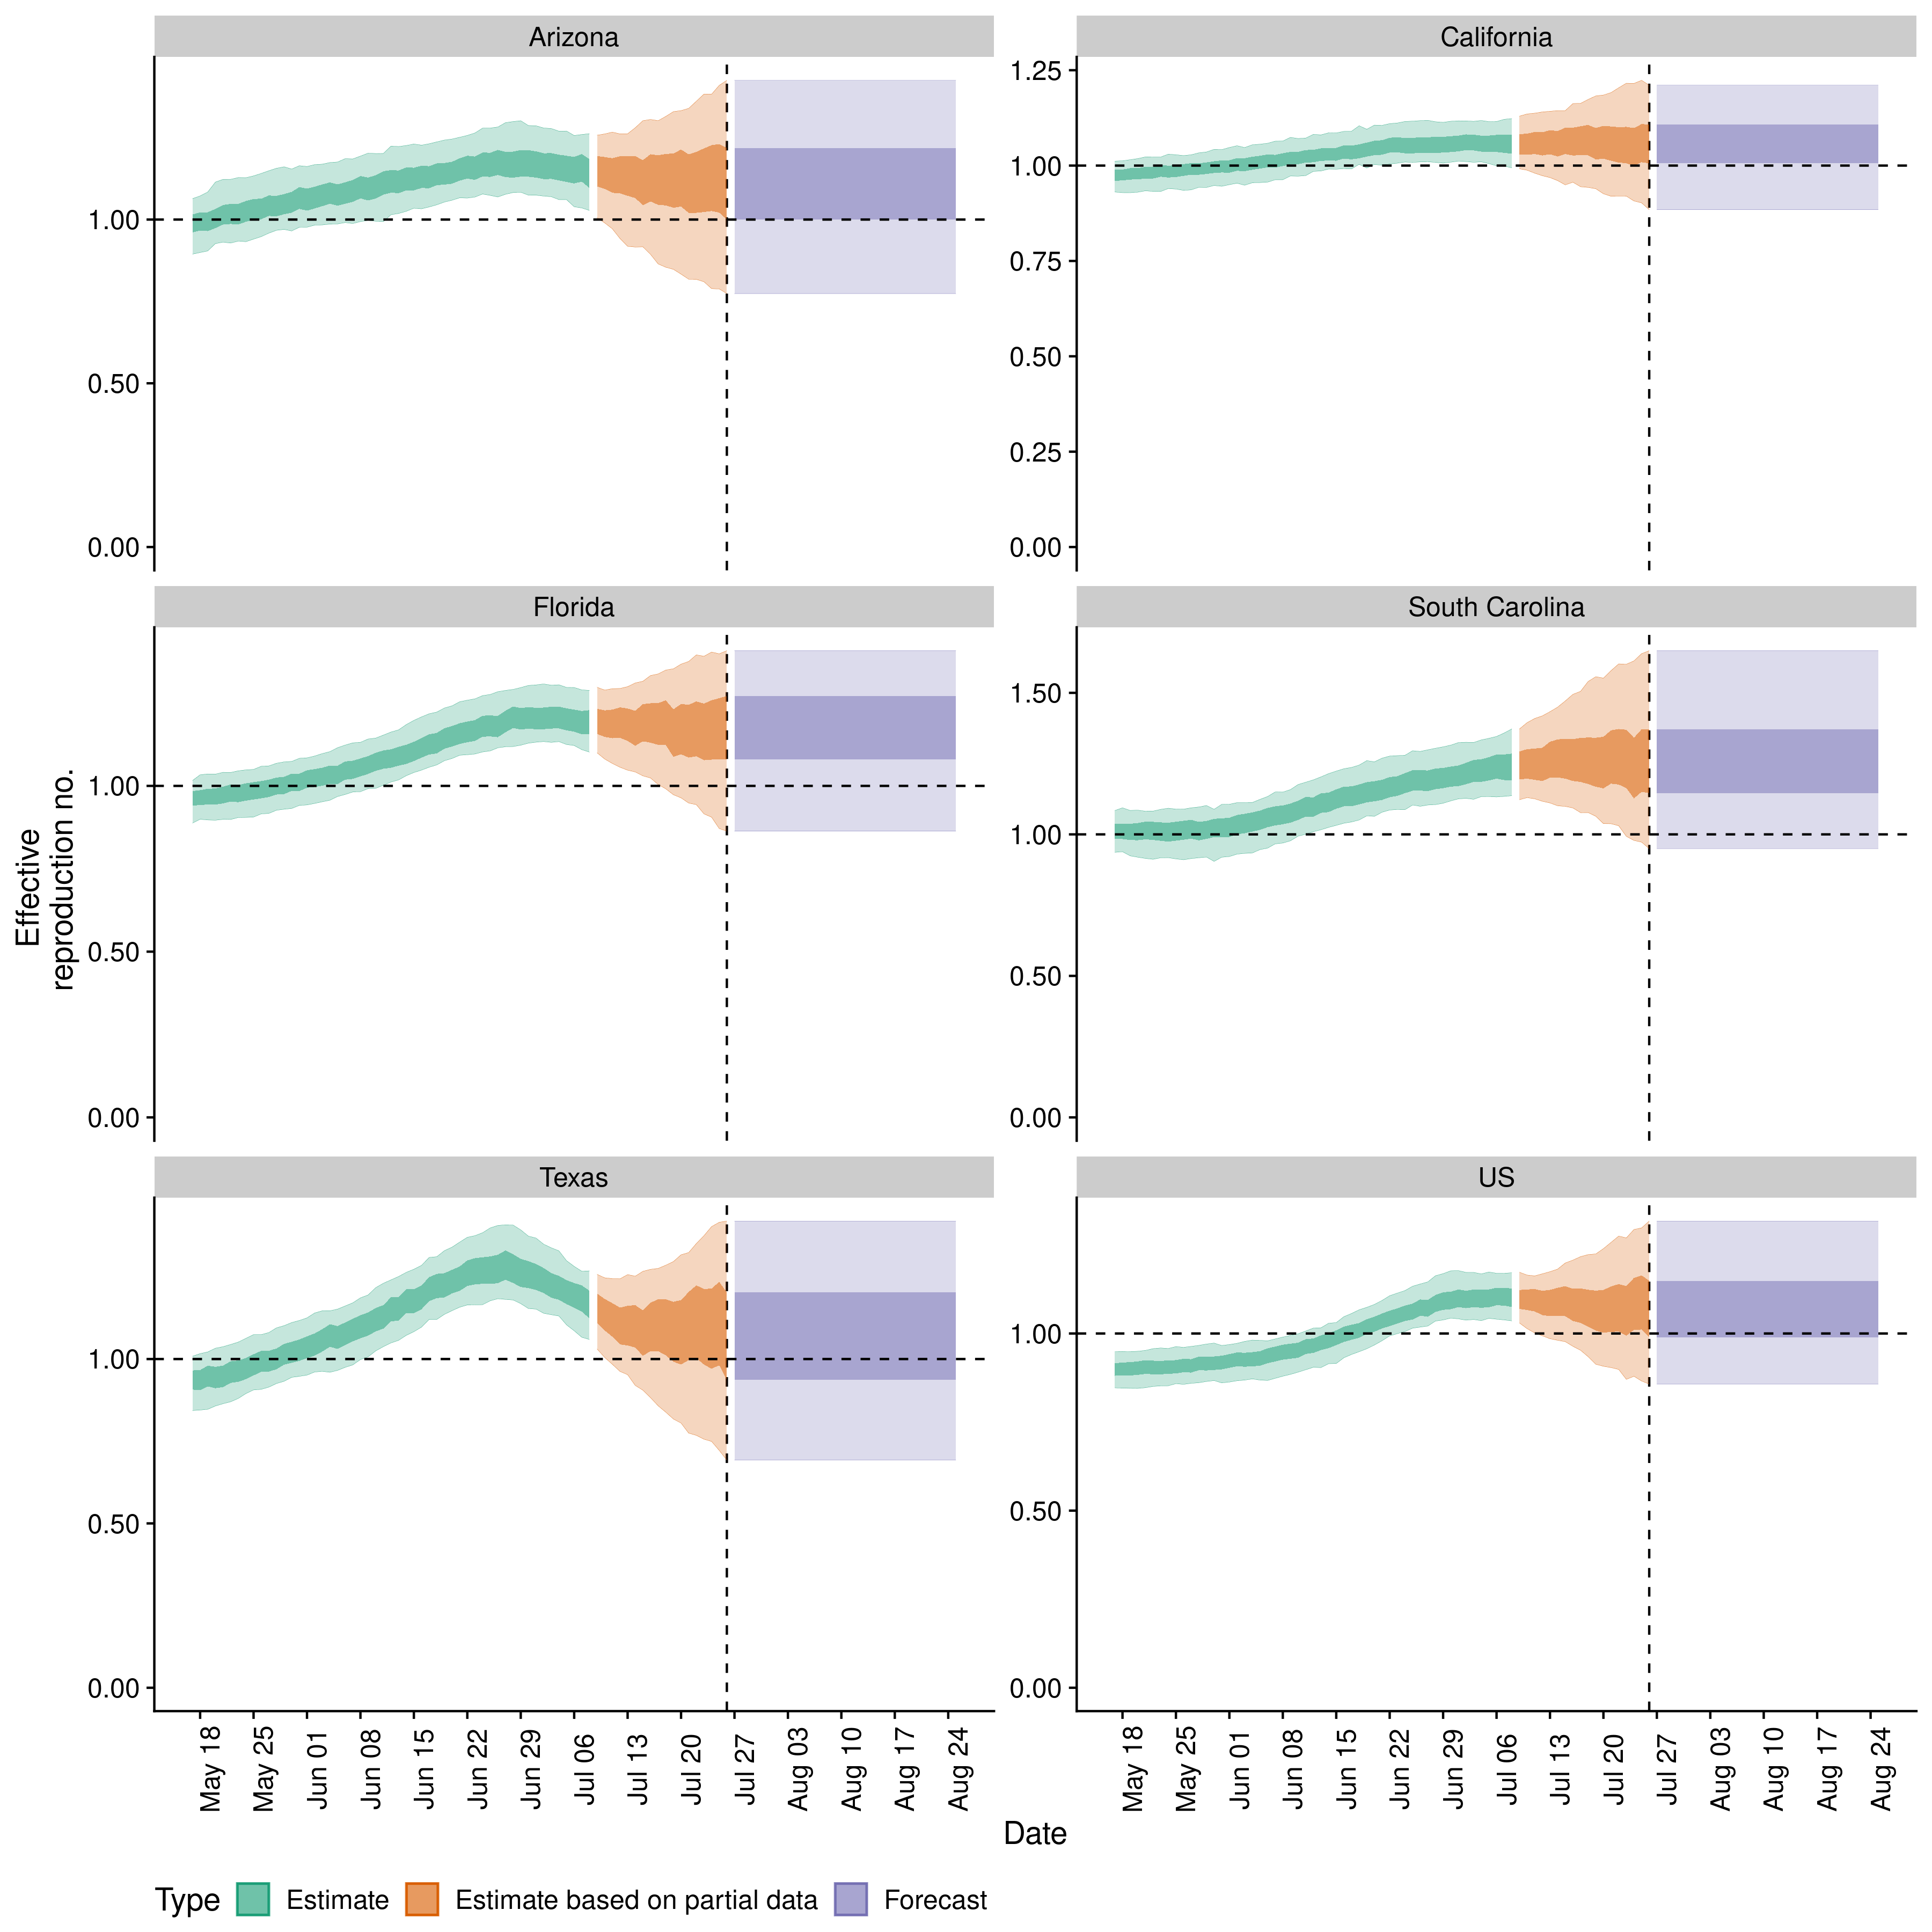 Arizona
California
1.00
0.50
0.00
1.25
1.00
0.75
0.50
0.25
0.00
Florida
South Carolina
1.00
0.50
0.00
1.50
1.00
0.50
0.00
Texas
US
1.00
0.50
0.00
1.00
0.50
0.00
Effective
reproduction no.
May 18
May 25
Jun 01
Jun 08
Jun 15
Jun 22
Jun 29
Jul 06
Jul 13
Jul 20
Jul 27
Aug 03
Aug 10
Aug 17
Aug 24
May 18
May 25
Jun 01
Jun 08
Jun 15
Jun 22
Jun 29
Jul 06
Jul 13
Jul 20
Jul 27
Aug 03
Aug 10
Aug 17
Aug 24
Date
Type Estimate Estimate based on partial data Forecast